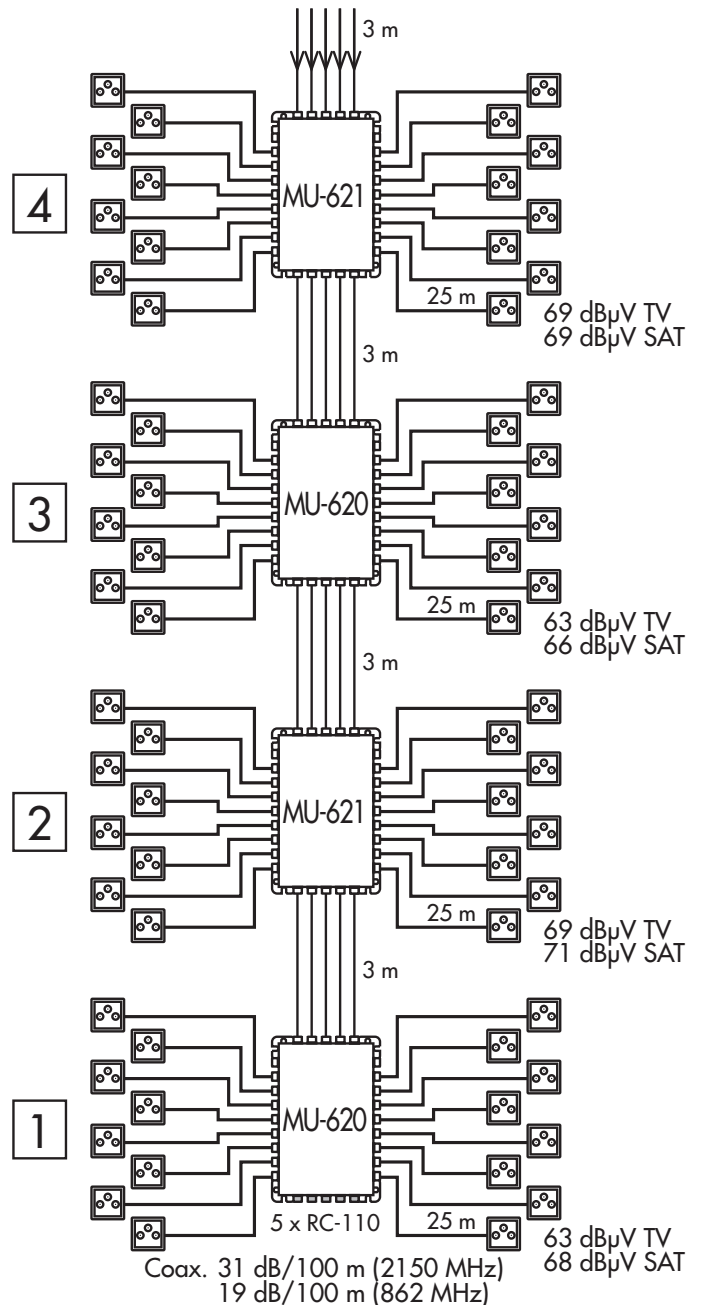 3 m
4
MU-621
25 m
69 dBµV TV
69 dBµV SAT
3 m
3
MU-620
25 m
63 dBµV TV
66 dBµV SAT
3 m
2
MU-621
25 m
69 dBµV TV
71 dBµV SAT
3 m
1
MU-620
5 x RC-110
25 m
63 dBµV TV
68 dBµV SAT
Coax. 31 dB/100 m (2150 MHz)
19 dB/100 m (862 MHz)